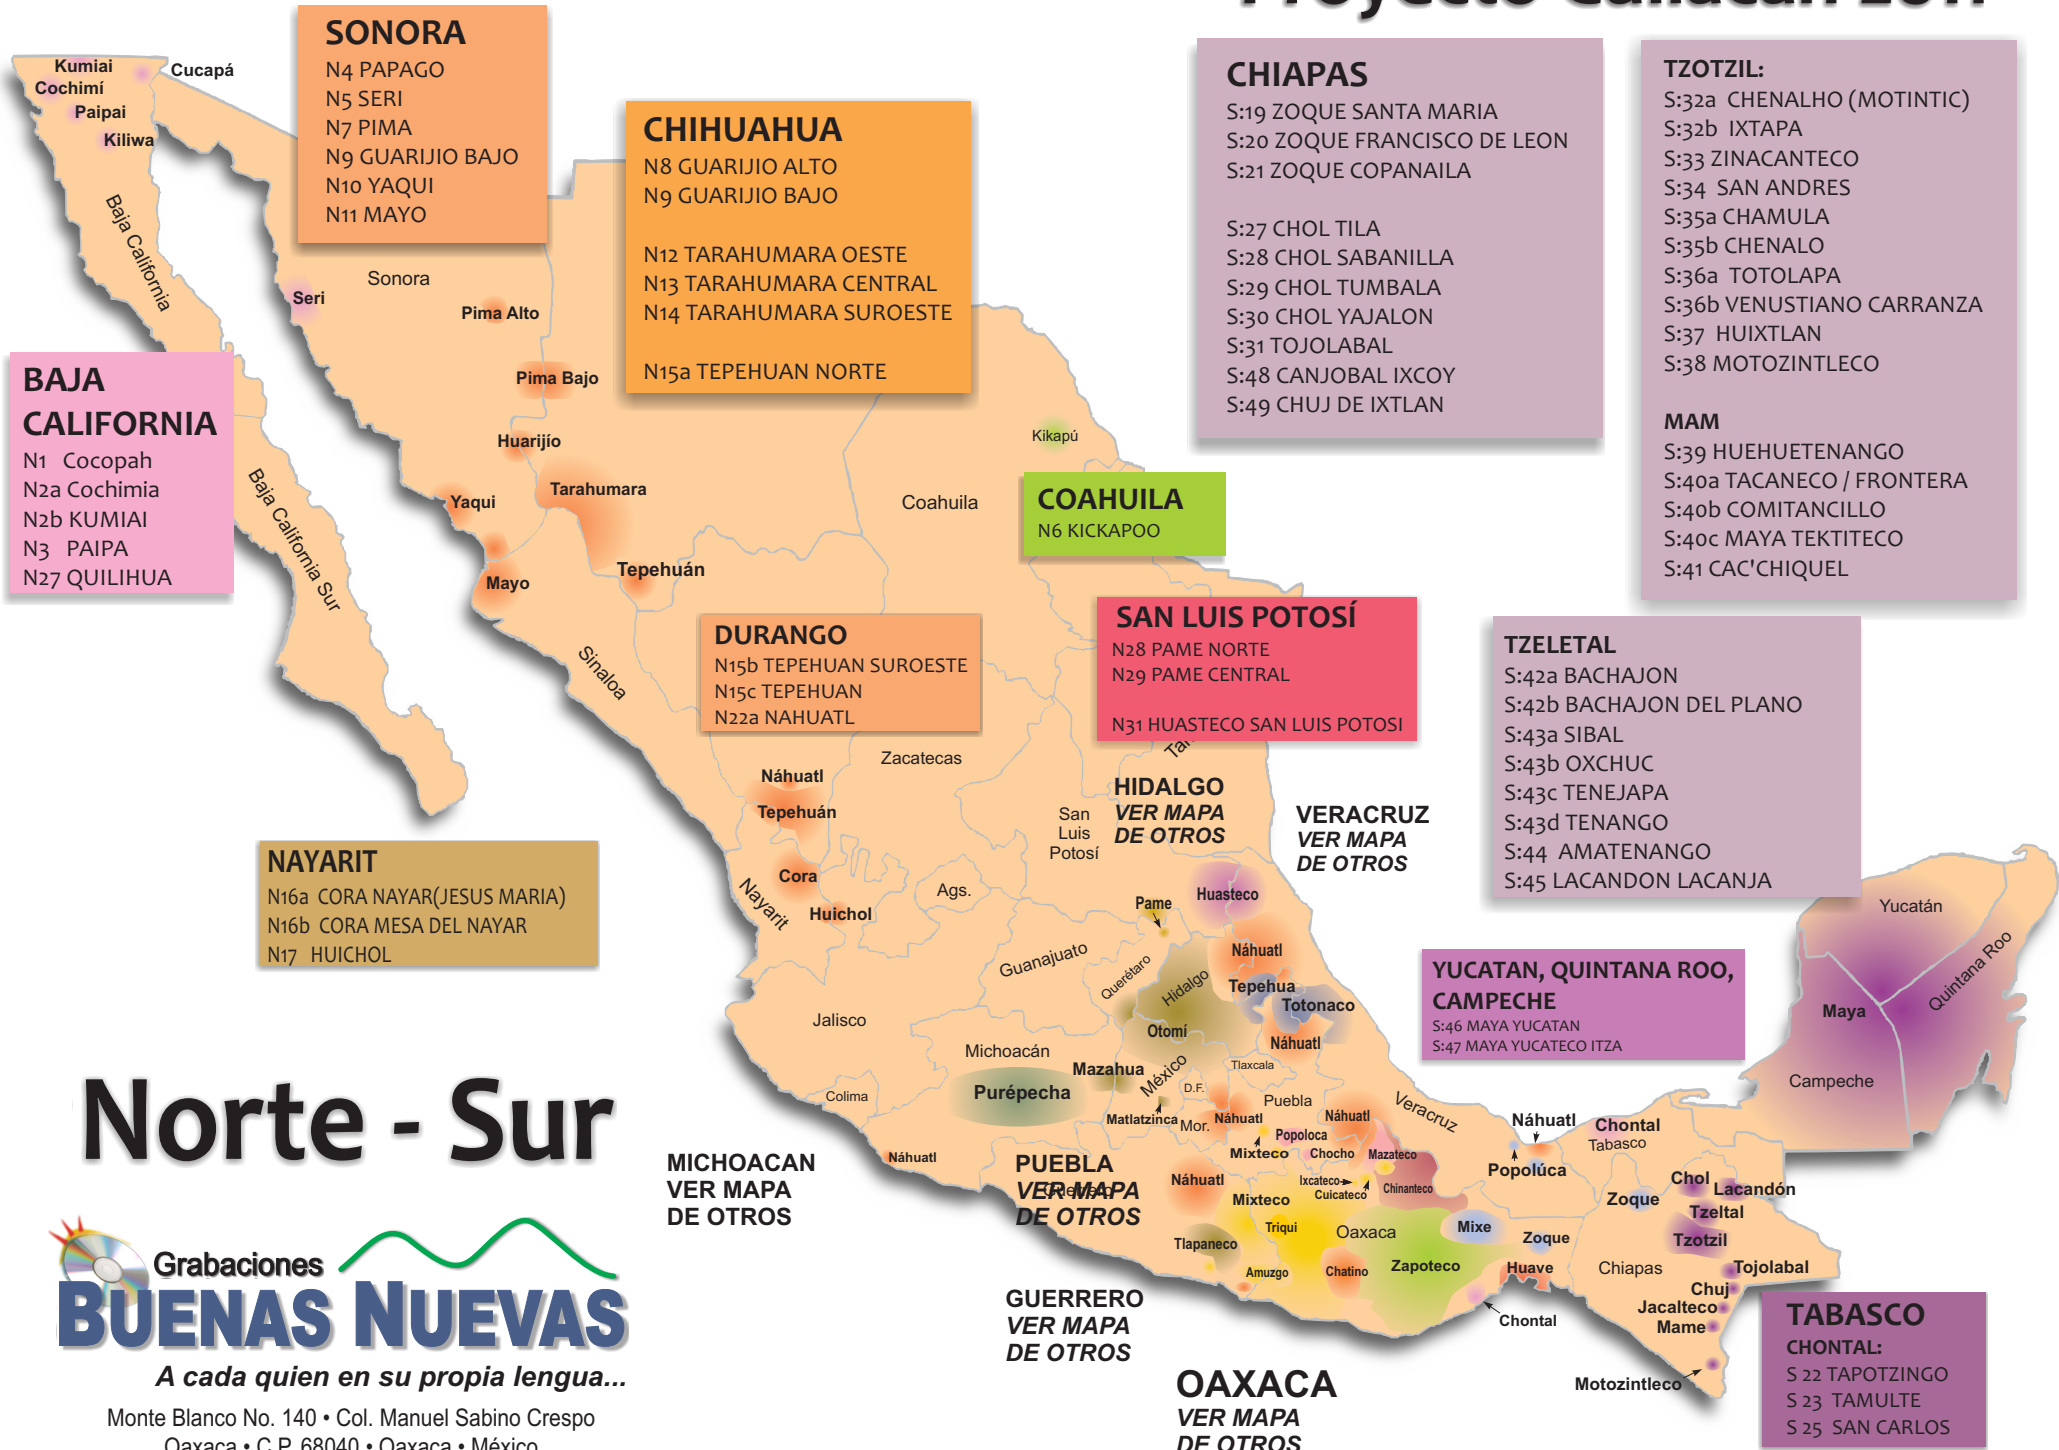 Proyecto Culiacan 2011
SONORA
N4 PAPAGO
N5 SERI
N7 PIMA
N9 GUARIJIO BAJO
N10 YAQUI
N11 MAYO
CHIHUAHUA
N8 GUARIJIO ALTO
N9 GUARIJIO BAJO
N12 TARAHUMARA OESTE
N13 TARAHUMARA CENTRAL
N14 TARAHUMARA SUROESTE
N15a TEPEHUAN NORTE
CHIAPAS
S:19 ZOQUE SANTA MARIA
S:20 ZOQUE FRANCISCO DE LEON
S:21 ZOQUE COPANAILA
S:27 CHOL TILA
S:28 CHOL SABANILLA
S:29 CHOL TUMBALA
S:30 CHOL YAJALON
S:31 TOJOLABAL
S:48 CANJOBAL IXCOY
S:49 CHUJ DE IXTLAN
TZOTZIL:
S:32a CHENALHO (MOTINTIC)
S:32b IXTAPA
S:33 ZINACANTECO
S:34 SAN ANDRES
S:35a CHAMULA
S:35b CHENALO
S:36a TOTOLAPA
S:36b VENUSTIANO CARRANZA
S:37 HUIXTLAN
S:38 MOTOZINTLECO
MAM
S:39 HUEHUETENANGO
S:40a TACANECO / FRONTERA
S:40b COMITANCILLO
S:40c MAYA TEKTITECO
S:41 CAC'CHIQUEL
BAJA
CALIFORNIA
N1 Cocopah
N2a Cochimia
N2b KUMIAI
N3 PAIPA
N27 QUILIHUA
COAHUILA
N6 KICKAPOO
DURANGO
N15b TEPEHUAN SUROESTE
N15c TEPEHUAN
N22a NAHUATL
SAN LUIS POTOSÍ
N28 PAME NORTE
N29 PAME CENTRAL
N31 HUASTECO SAN LUIS POTOSI
TZELETAL
S:42a BACHAJON
S:42b BACHAJON DEL PLANO
S:43a SIBAL
S:43b OXCHUC
S:43c TENEJAPA
S:43d TENANGO
S:44 AMATENANGO
S:45 LACANDON LACANJA
NAYARIT
N16a CORA NAYAR(JESUS MARIA)
N16b CORA MESA DEL NAYAR
N17 HUICHOL
YUCATAN, QUINTANA ROO,
CAMPECHE
S:46 MAYA YUCATAN
S:47 MAYA YUCATECO ITZA
TABASCO
CHONTAL:
S 22 TAPOTZINGO
S 23 TAMULTE
S 25 SAN CARLOS
HIDALGO
VER MAPA
DE OTROS
VERACRUZ
VER MAPA
DE OTROS
MICHOACAN
VER MAPA
DE OTROS
PUEBLA
VER MAPA
DE OTROS
GUERRERO
VER MAPA
DE OTROS
OAXACA
VER MAPA
DE OTROS
Kumiai
Cucapá
Cochimí
Paipai
Kiliwa
Baja California
Baja California Sur
Sonora
Seri
Pima Alto
Pima Bajo
Huarijío
Tarahumara
Yaqui
Mayo
Tepehuán
Sinaloa
Kikapú
Coahuila
Zacatecas
Náhuatl
Tepehuán
Cora
Huichol
Nayarit
Ags.
San
Luis
Potosí
Pame
Huasteco
Guanajuato
Querétaro
Hidalgo
Náhuatl
Tepehua
Totonaco
Otomí
Náhuatl
Jalisco
Michoacán
Purépecha
Mazahua
México
Tlaxcala
D.F.
Colima
Matlatzinca
Mor.
Náhuatl
Puebla
Náhuatl
Veracruz
Mixteco
Popoloca
Chocho
Mazateco
Náhuatl
Guerrero
Náhuatl
Mixteco
Ixcateco
Cuicateco
Chinanteco
Triqui
Oaxaca
Mixe
Tlapaneco
Amuzgo
Chatino
Zapoteco
Huave
Zoque
Chontal
Náhuatl
Popolúca
Chontal
Tabasco
Zoque
Chol
Lacandón
Tzeltal
Tzotzil
Chiapas
Tojolabal
Chuj
Jacalteco
Mame
Motozintleco
Yucatán
Quintana Roo
Maya
Campeche
Norte - Sur
Grabaciones
BUENAS NUEVAS
A cada quien en su propia lengua...
Monte Blanco No. 140 • Col. Manuel Sabino Crespo
Oaxaca • C.P. 68040 • Oaxaca • México